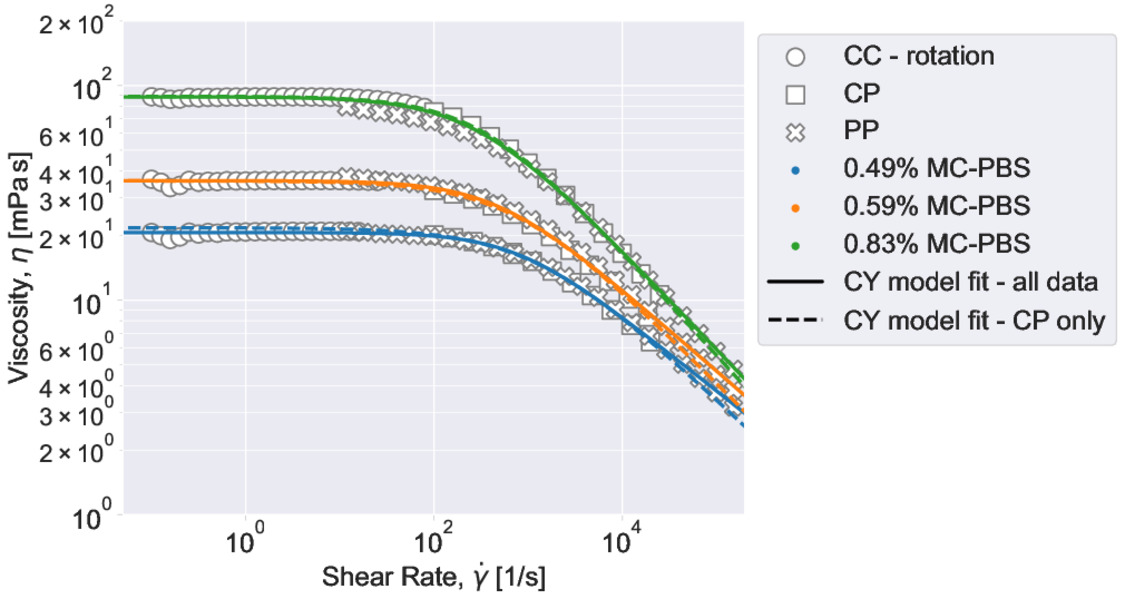 2 × 10²
10²
6 × 10¹
4 × 10¹
3 × 10¹
2 × 10¹
10¹
6 × 10⁰
4 × 10⁰
3 × 10⁰
2 × 10⁰
10⁰
Viscosity, η [mPa s]
10⁰
10²
10⁴
Shear Rate, γ̇ [1/s]
CC - rotation
CP
PP
0.49% MC-PBS
0.59% MC-PBS
0.83% MC-PBS
CY model fit - all data
CY model fit - CP only